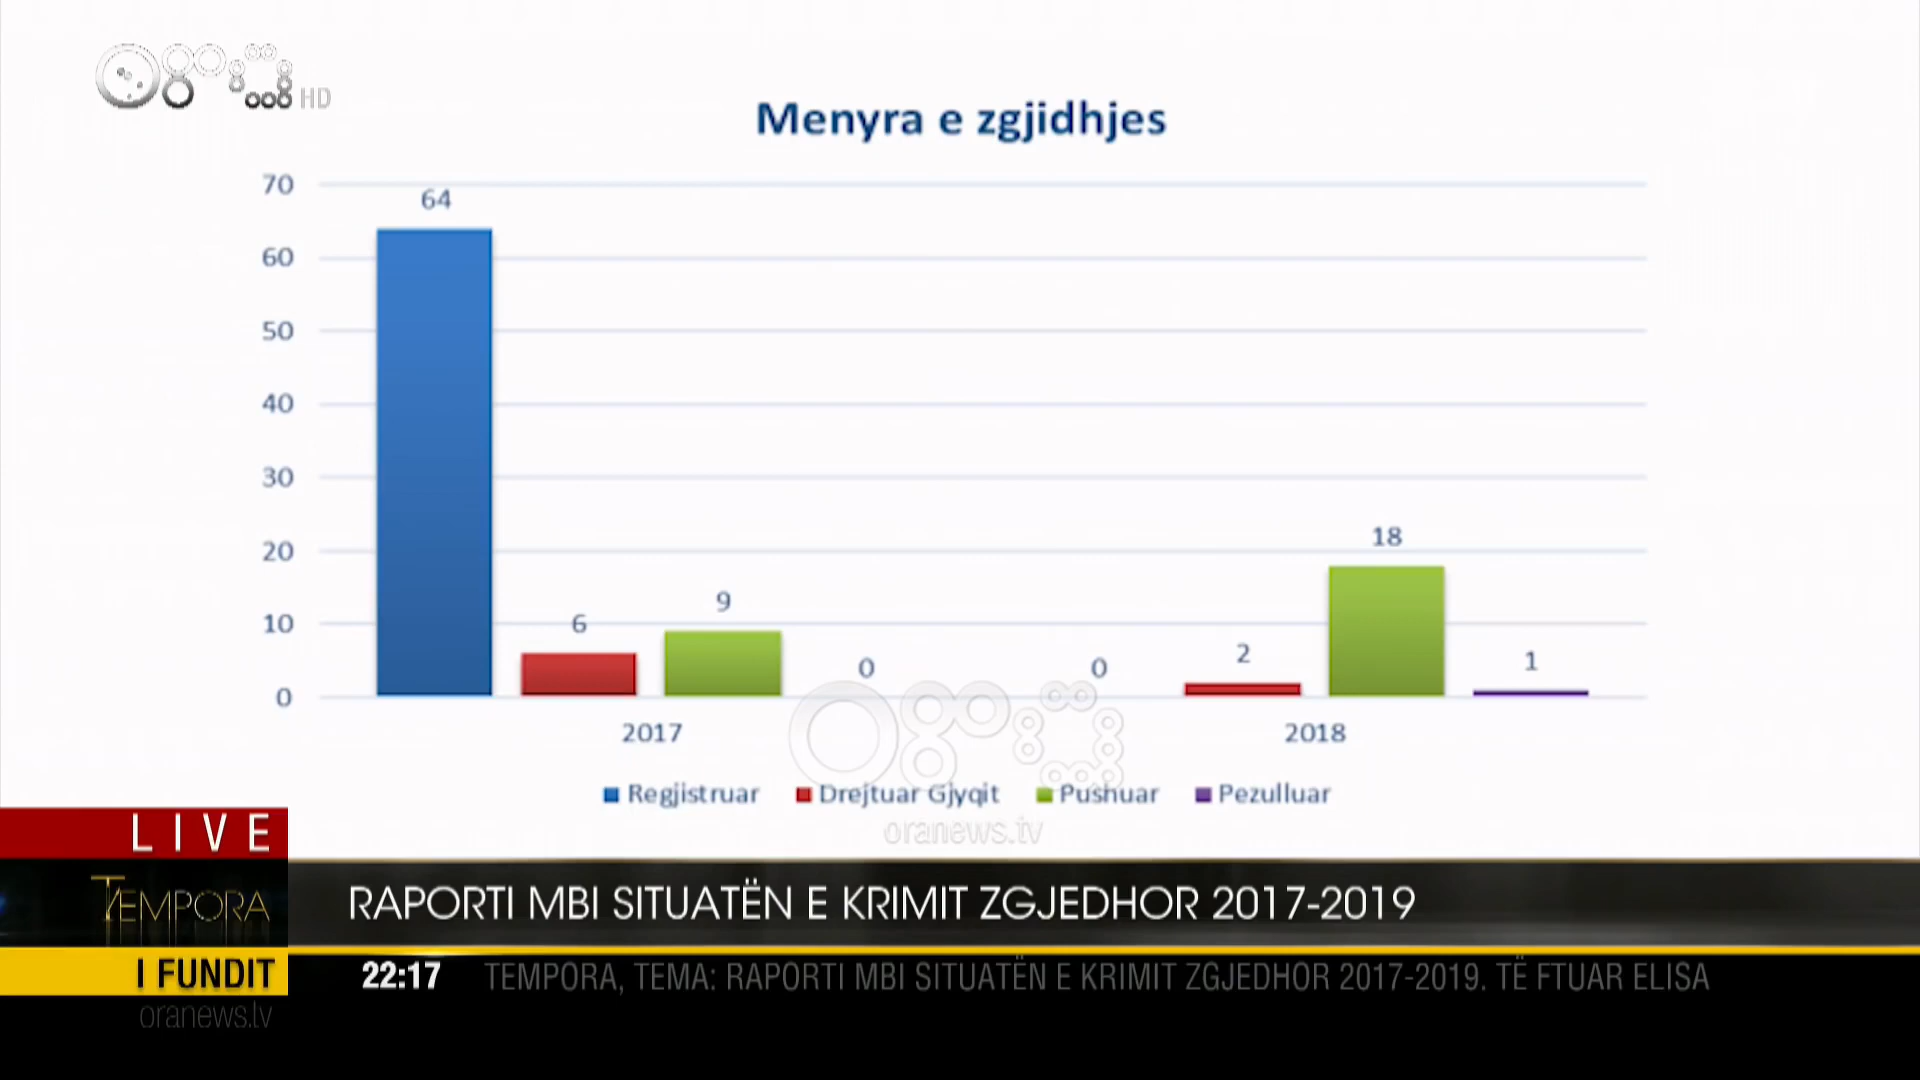 HD
Menyra e zgjidhjes
70
64
60
50
40
30
20
18
10
9
6
2
1
0
0
0
2017
2018
Regjistruar Drejtuar Gjyqit Pushuar Pezulluar
oranews.tv
LIVE
TEMPORA
RAPORTI MBI SITUATËN E KRIMIT ZGJEDHOR 2017-2019
I FUNDIT
22:17 TEMPORA, TEMA: RAPORTI MBI SITUATËN E KRIMIT ZGJEDHOR 2017-2019. TË FTUAR ELISA
oranews.tv